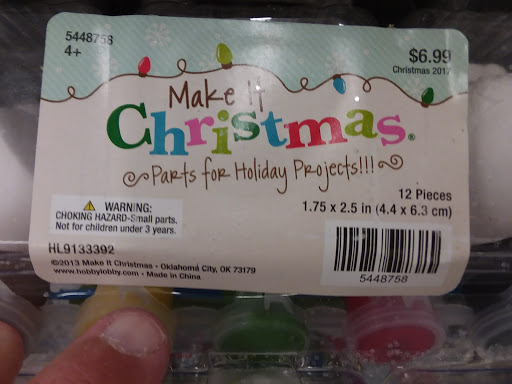 5448758
4+
$6.99
Christmas 2017
Make It
Christmas®
Parts for Holiday Projects!!!
12 Pieces
1.75 x 2.5 in (4.4 x 6.3 cm)
WARNING:
CHOKING HAZARD-Small parts.
Not for children under 3 years.
HL9133392
©2013 Make It Christmas • Oklahoma City, OK 73179
www.hobbylobby.com • Made in China
5448758